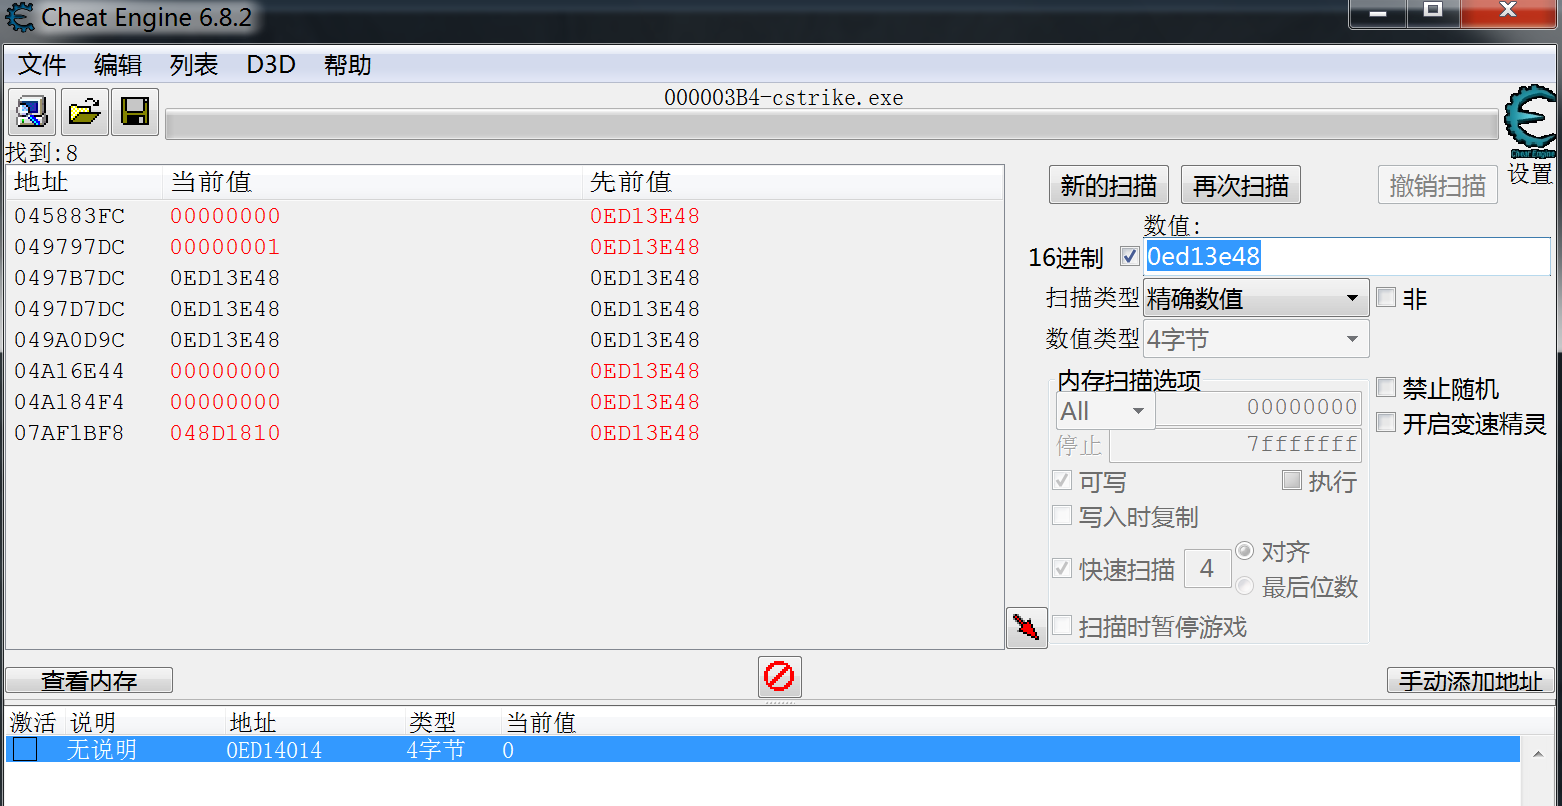 Cheat Engine 6.8.2
文件 编辑 列表 D3D 帮助
000003B4-cstrike.exe
找到:8
Cheat Engine
设置
地址 当前值 先前值
045883FC 00000000 0ED13E48
049797DC 00000001 0ED13E48
0497B7DC 0ED13E48 0ED13E48
0497D7DC 0ED13E48 0ED13E48
049A0D9C 0ED13E48 0ED13E48
04A16E44 00000000 0ED13E48
04A184F4 00000000 0ED13E48
07AF1BF8 048D1810 0ED13E48
新的扫描 再次扫描 撤销扫描
数值:
16进制 0ed13e48
扫描类型 精确数值 非
数值类型 4字节
内存扫描选项
All 00000000
停止 7fffffff
可写 执行
写入时复制
快速扫描 4 对齐
最后位数
扫描时暂停游戏
禁止随机
开启变速精灵
查看内存 手动添加地址
激活 说明 地址 类型 当前值
无说明 0ED14014 4字节 0